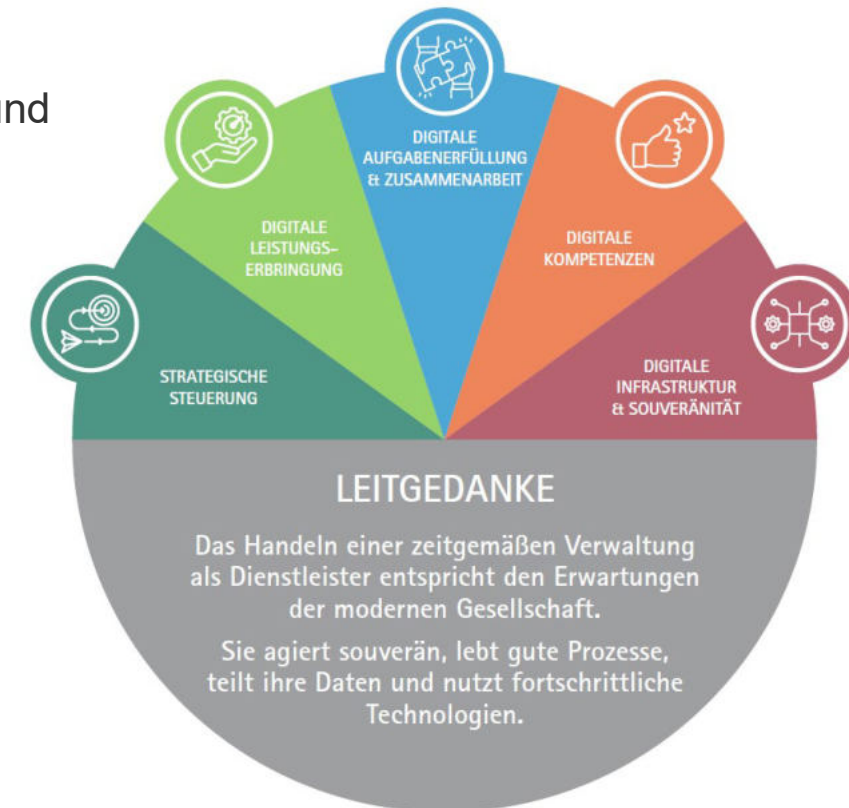 und
DIGITALE
AUFGABENERFÜLLUNG
& ZUSAMMENARBEIT
DIGITALE
LEISTUNGS-
ERBRINGUNG
DIGITALE
KOMPETENZEN
STRATEGISCHE
STEUERUNG
DIGITALE
INFRASTRUKTUR
& SOUVERÄNITÄT
LEITGEDANKE
Das Handeln einer zeitgemäßen Verwaltung
als Dienstleister entspricht den Erwartungen
der modernen Gesellschaft.
Sie agiert souverän, lebt gute Prozesse,
teilt ihre Daten und nutzt fortschrittliche
Technologien.